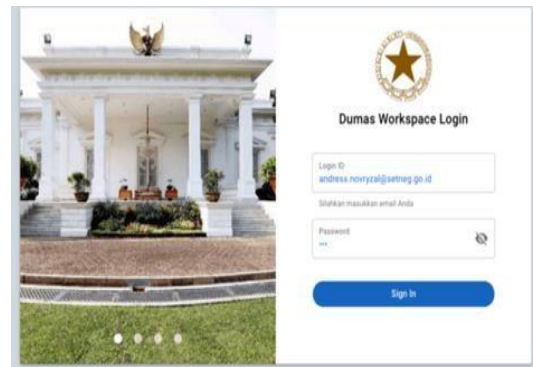 Dumas Workspace Login
Login ID
andress.novryzal@setneg.go.id
Silahkan masukkan email Anda
Password
•••
Sign In